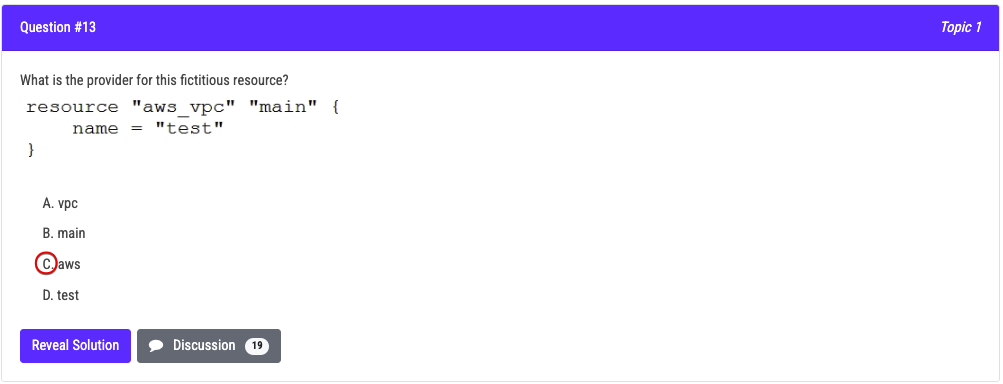 Question #13
Topic 1
What is the provider for this fictitious resource?
resource "aws_vpc" "main" {
name = "test"
}
A. vpc
B. main
C. aws
D. test
Reveal Solution
Discussion 19